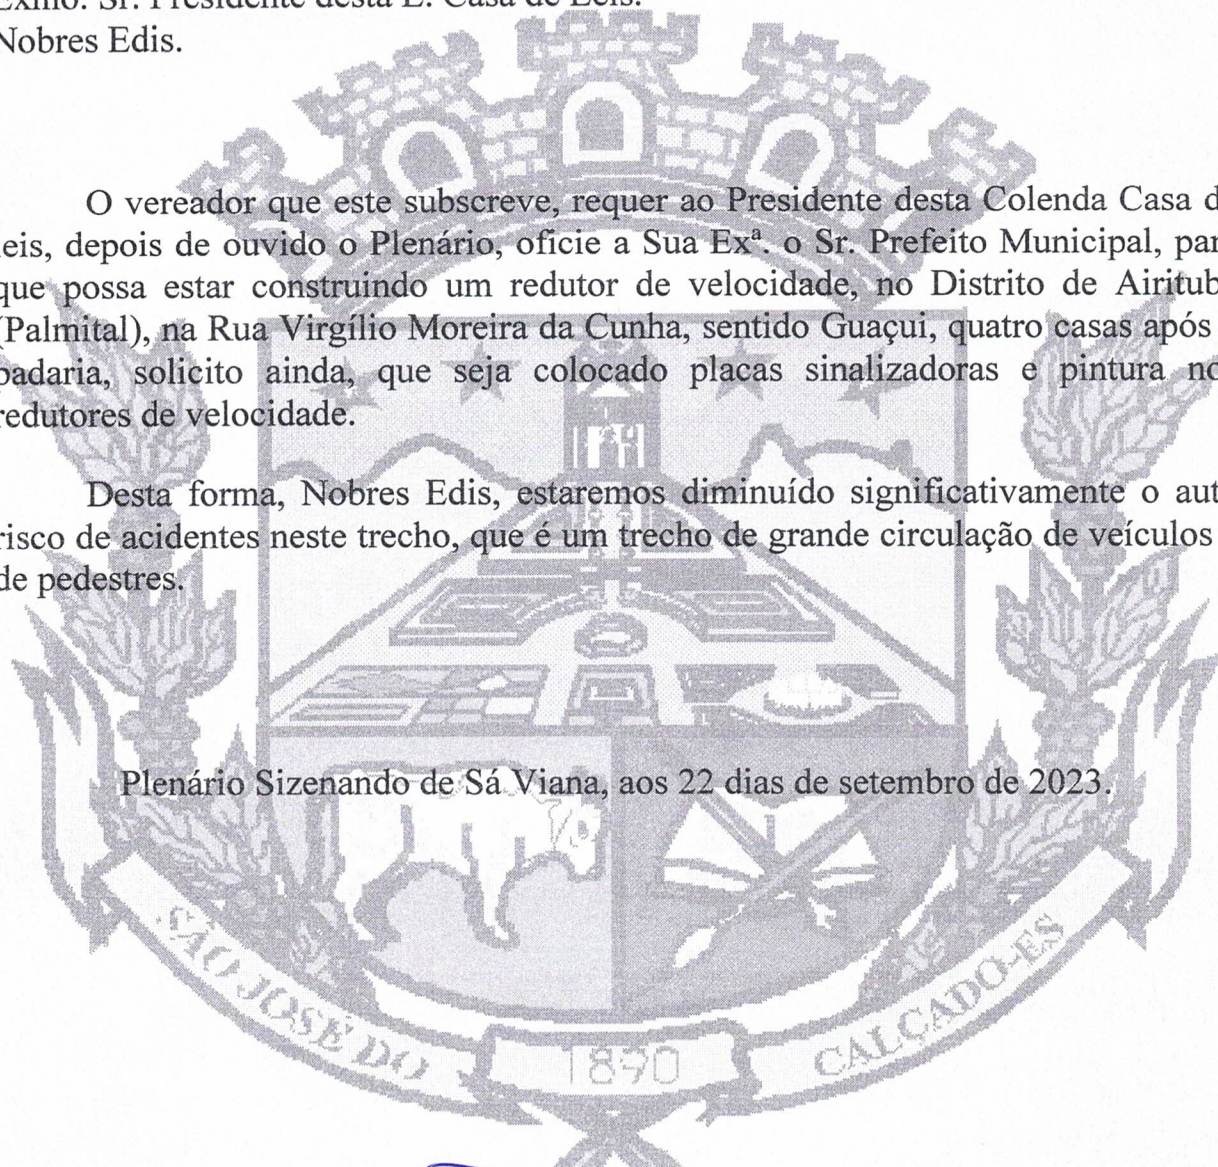 Exmo. Sr. Presidente desta E. Casa de Leis.
Nobres Edis.
O vereador que este subscreve, requer ao Presidente desta Colenda Casa d
eis, depois de ouvido o Plenário, oficie a Sua Exª. o Sr. Prefeito Municipal, par
que possa estar construindo um redutor de velocidade, no Distrito de Airitub
(Palmital), na Rua Virgílio Moreira da Cunha, sentido Guaçui, quatro casas após
padaria, solicito ainda, que seja colocado placas sinalizadoras e pintura no
redutores de velocidade.
Desta forma, Nobres Edis, estaremos diminuído significativamente o aut
risco de acidentes neste trecho, que é um trecho de grande circulação de veículos
de pedestres.
Plenário Sizenando de Sá Viana, aos 22 dias de setembro de 2023.
SÃO JOSÉ DO
1890
CALÇADO-ES